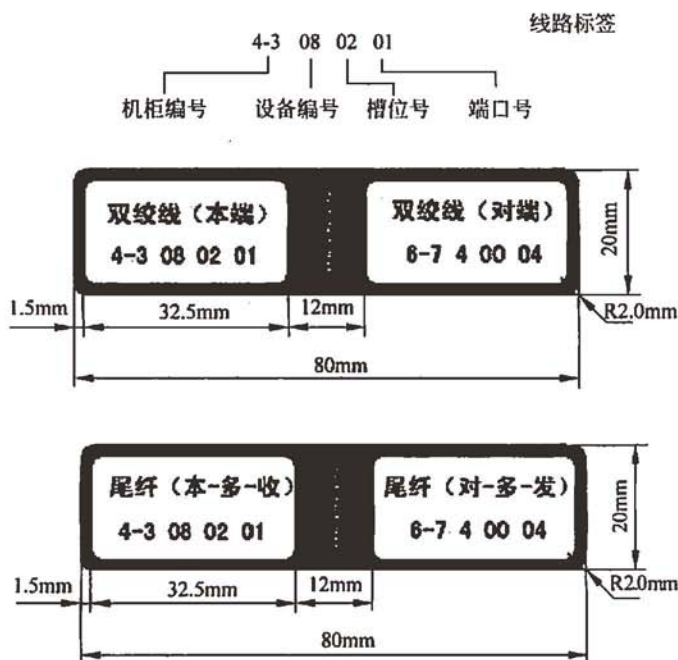 线路标签
4-3 08 02 01
机柜编号 设备编号 槽位号 端口号
双绞线（本端） 双绞线（对端）
4-3 08 02 01 6-7 4 00 04
20mm
1.5mm 32.5mm 12mm R2.0mm
80mm
尾纤（本-多-收） 尾纤（对-多-发）
4-3 08 02 01 6-7 4 00 04
20mm
1.5mm 32.5mm 12mm R2.0mm
80mm